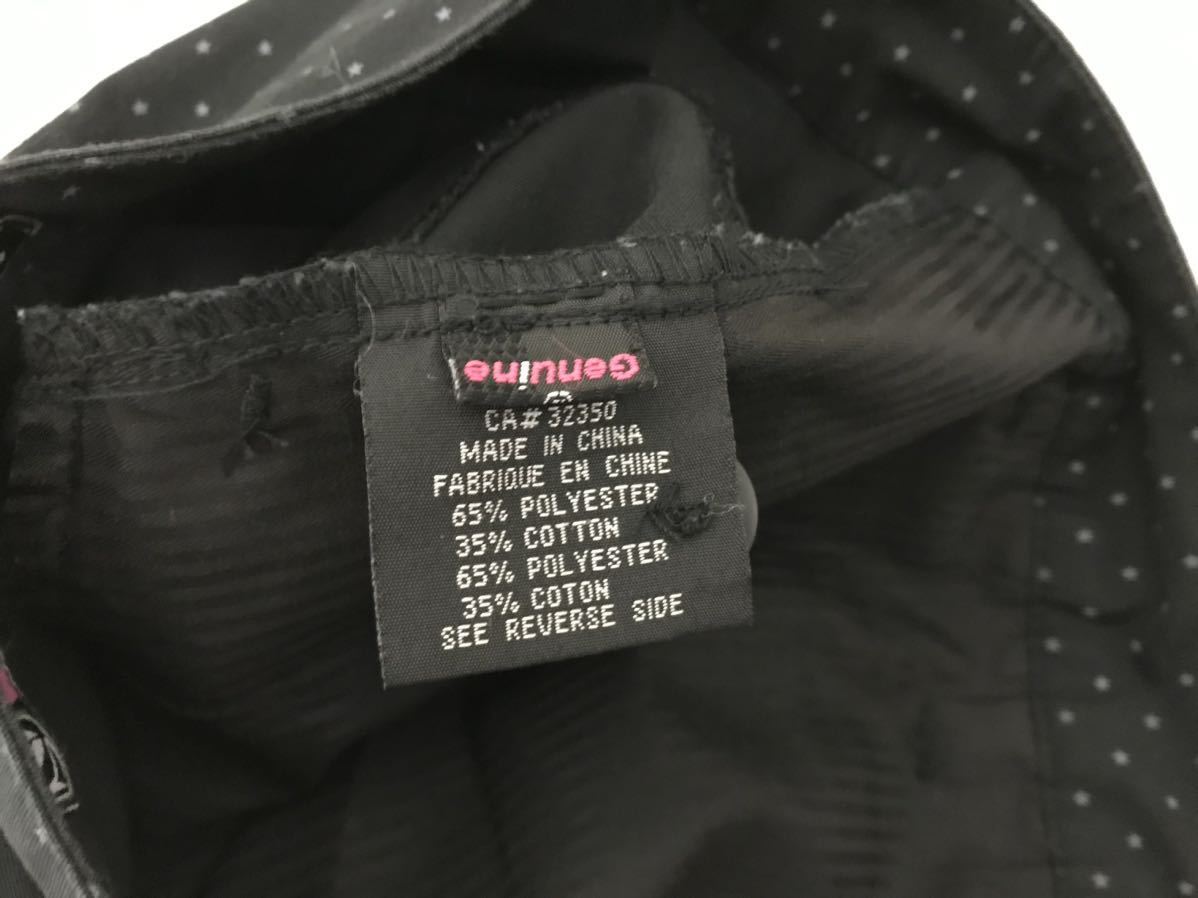 Genuine
CA# 32350
MADE IN CHINA
FABRIQUE EN CHINE
65% POLYESTER
35% COTTON
65% POLYESTER
35% COTON
SEE REVERSE SIDE